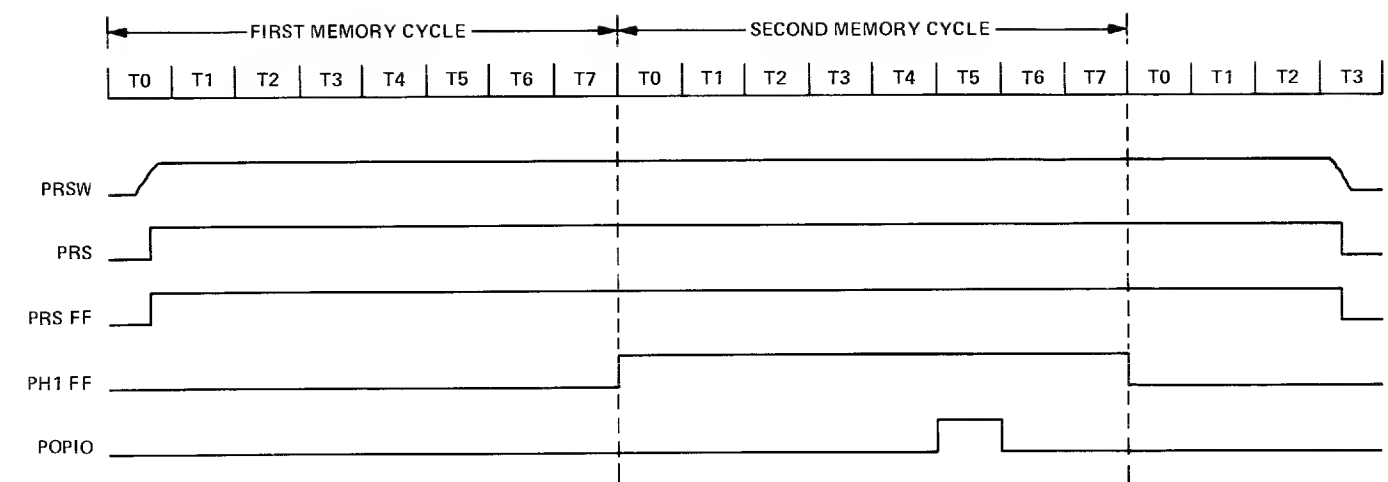 FIRST MEMORY CYCLE SECOND MEMORY CYCLE
T0 T1 T2 T3 T4 T5 T6 T7 T0 T1 T2 T3 T4 T5 T6 T7 T0 T1 T2 T3
PRSW
PRS
PRS FF
PH1 FF
POPIO